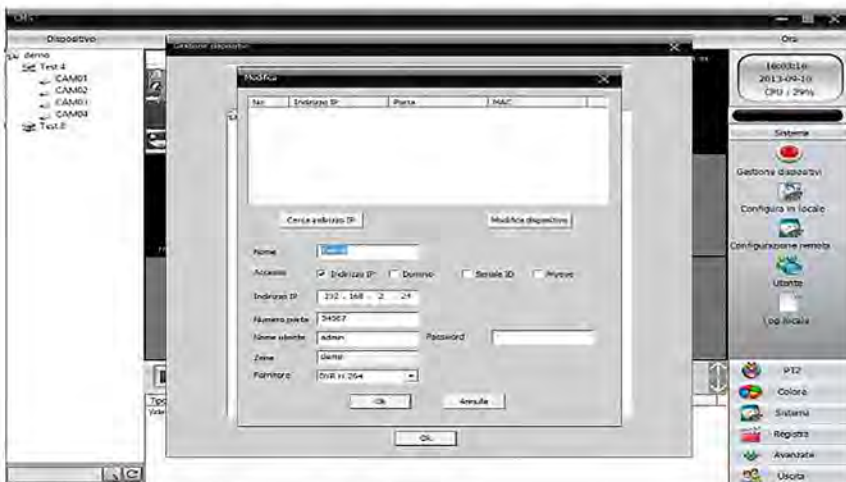 CMS
Dispositivo
Ora
demo
Test 4
CAM01
CAM02
CAM03
CAM04
Gestione dispositivi
Modifica
No
Indirizzo IP
Porta
MAC
Cerca indirizzo IP
Modifica dispositivo
Nome
Accesso
Indirizzo IP
Dominio
Seriale ID
Indirizzo IP
192 . 168 . 2 . 24
Numero porta
34567
Nome utente
admin
Password
Zona
demo
Fornitore
DVR H.264
Ok
Annulla
Ok
16:03:16
2013-09-10
CPU : 29%
Sistema
Gestione dispositivi
Configura in locale
Configurazione remota
Utente
Log locale
PTZ
Colore
Sistema
Registra
Avanzate
Uscita